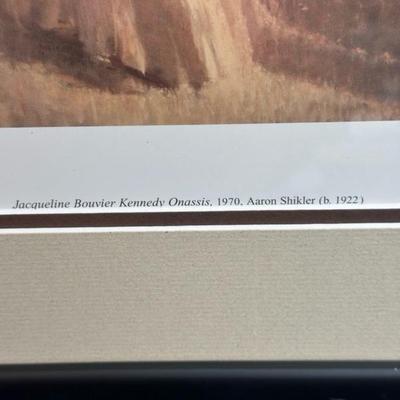 Jacqueline Bouvier Kennedy Onassis, 1970, Aaron Shikler (b. 1922)